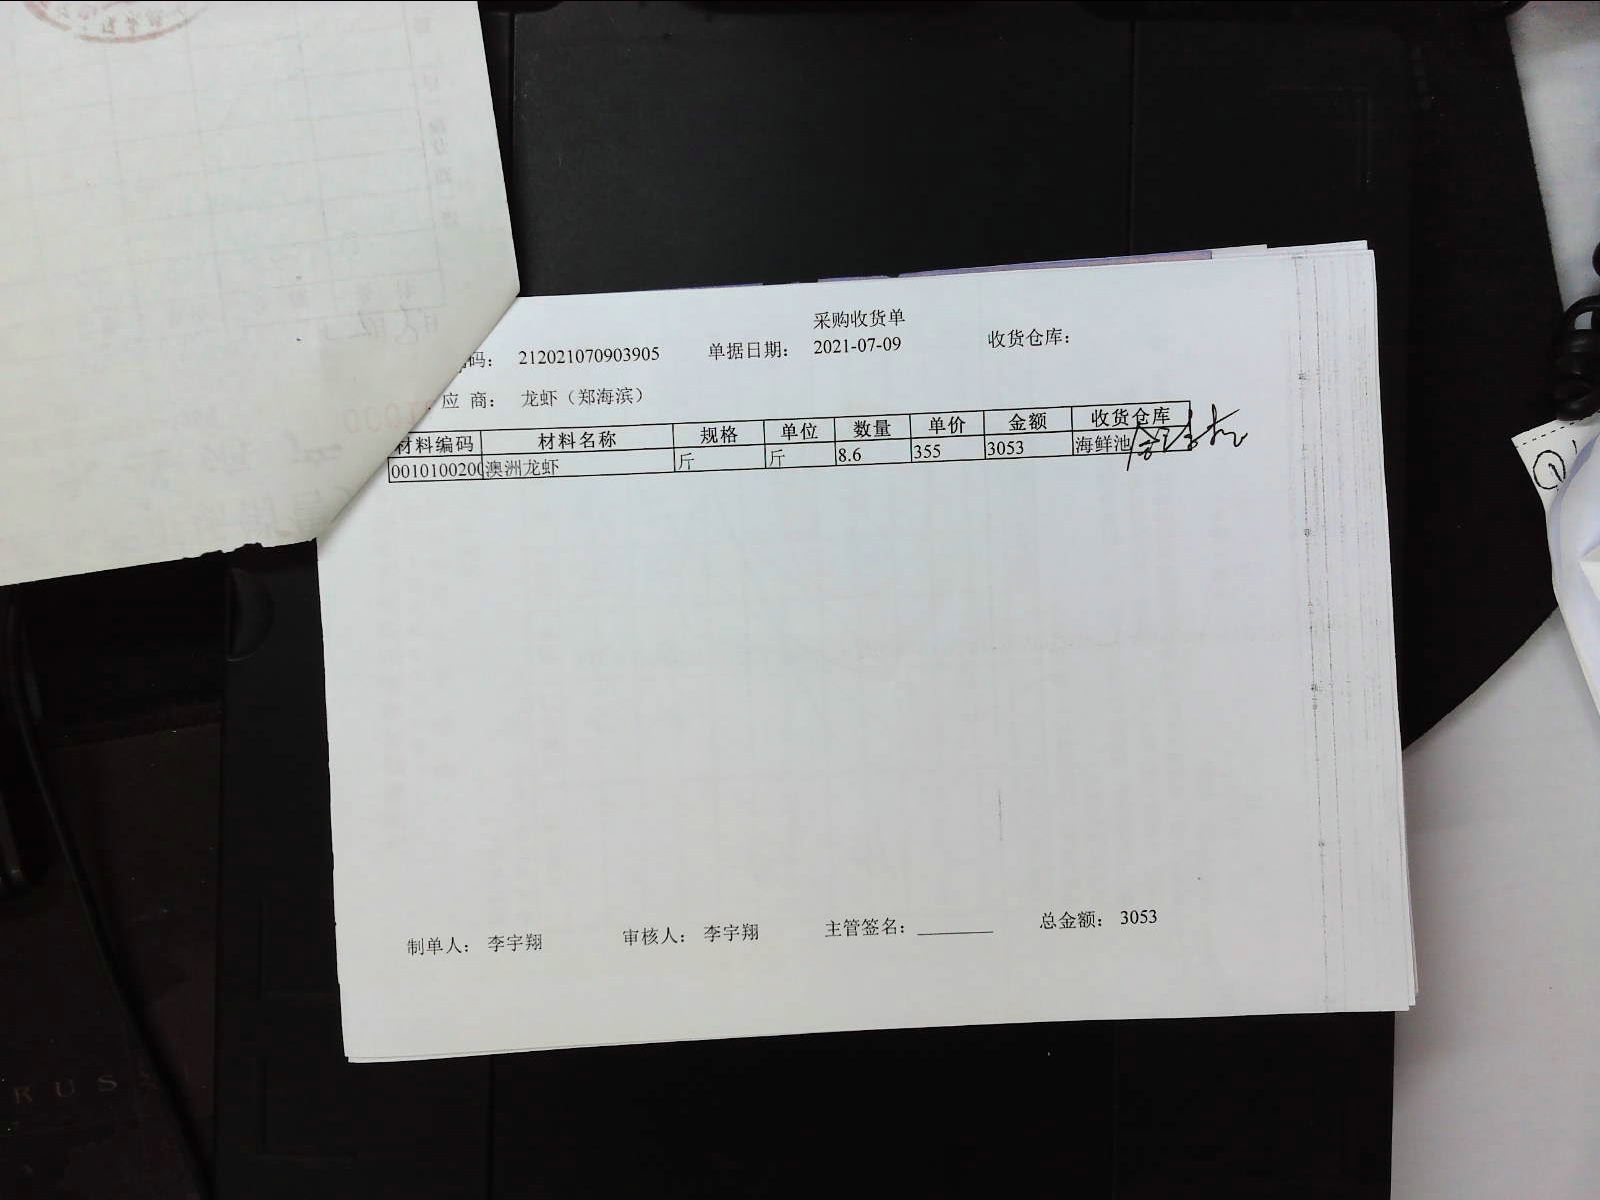 采购收货单
码： 212021070903905 单据日期： 2021-07-09 收货仓库：
应 商： 龙虾（郑海滨）
材料编码 材料名称 规格 单位 数量 单价 金额 收货仓库
0010100200 澳洲龙虾 斤 斤 8.6 355 3053 海鲜池
制单人： 李宇翔 审核人： 李宇翔 主管签名： 总金额： 3053
RUS